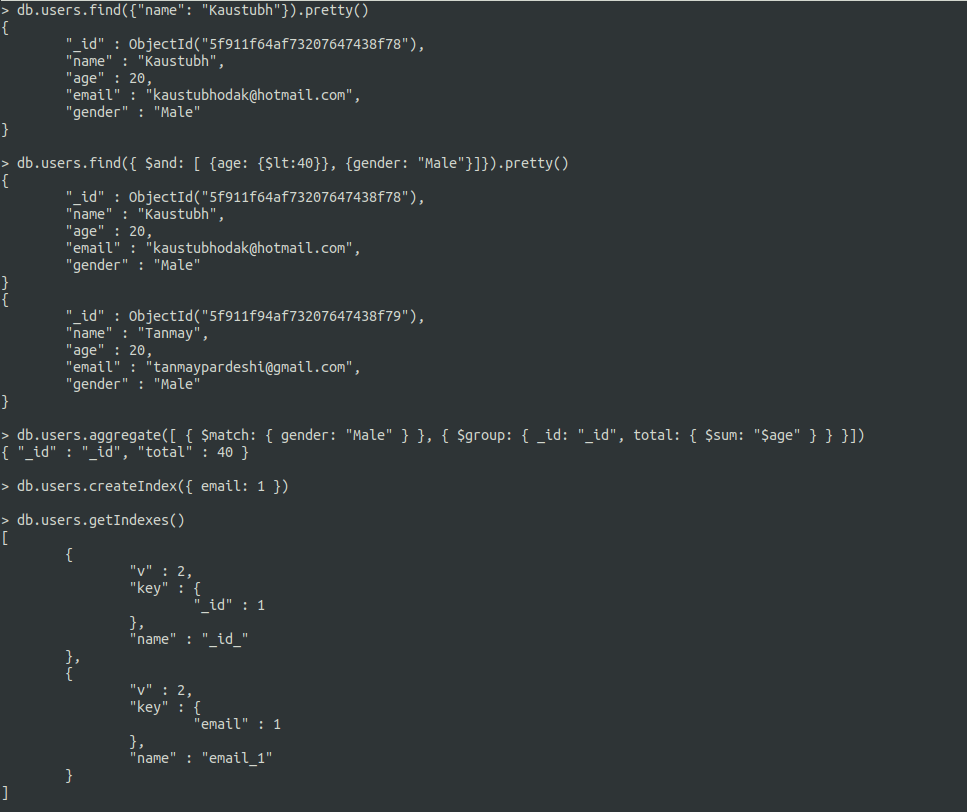 > db.users.find({"name": "Kaustubh"}).pretty()
{
        "_id" : ObjectId("5f911f64af73207647438f78"),
        "name" : "Kaustubh",
        "age" : 20,
        "email" : "kaustubhodak@hotmail.com",
        "gender" : "Male"
}

> db.users.find({ $and: [ {age: {$lt:40}}, {gender: "Male"}]}).pretty()
{
        "_id" : ObjectId("5f911f64af73207647438f78"),
        "name" : "Kaustubh",
        "age" : 20,
        "email" : "kaustubhodak@hotmail.com",
        "gender" : "Male"
}
{
        "_id" : ObjectId("5f911f94af73207647438f79"),
        "name" : "Tanmay",
        "age" : 20,
        "email" : "tanmaypardeshi@gmail.com",
        "gender" : "Male"
}

> db.users.aggregate([ { $match: { gender: "Male" } }, { $group: { _id: "_id", total: { $sum: "$age" } } }])
{ "_id" : "_id", "total" : 40 }

> db.users.createIndex({ email: 1 })

> db.users.getIndexes()
[
        {
                "v" : 2,
                "key" : {
                        "_id" : 1
                },
                "name" : "_id_"
        },
        {
                "v" : 2,
                "key" : {
                        "email" : 1
                },
                "name" : "email_1"
        }
]